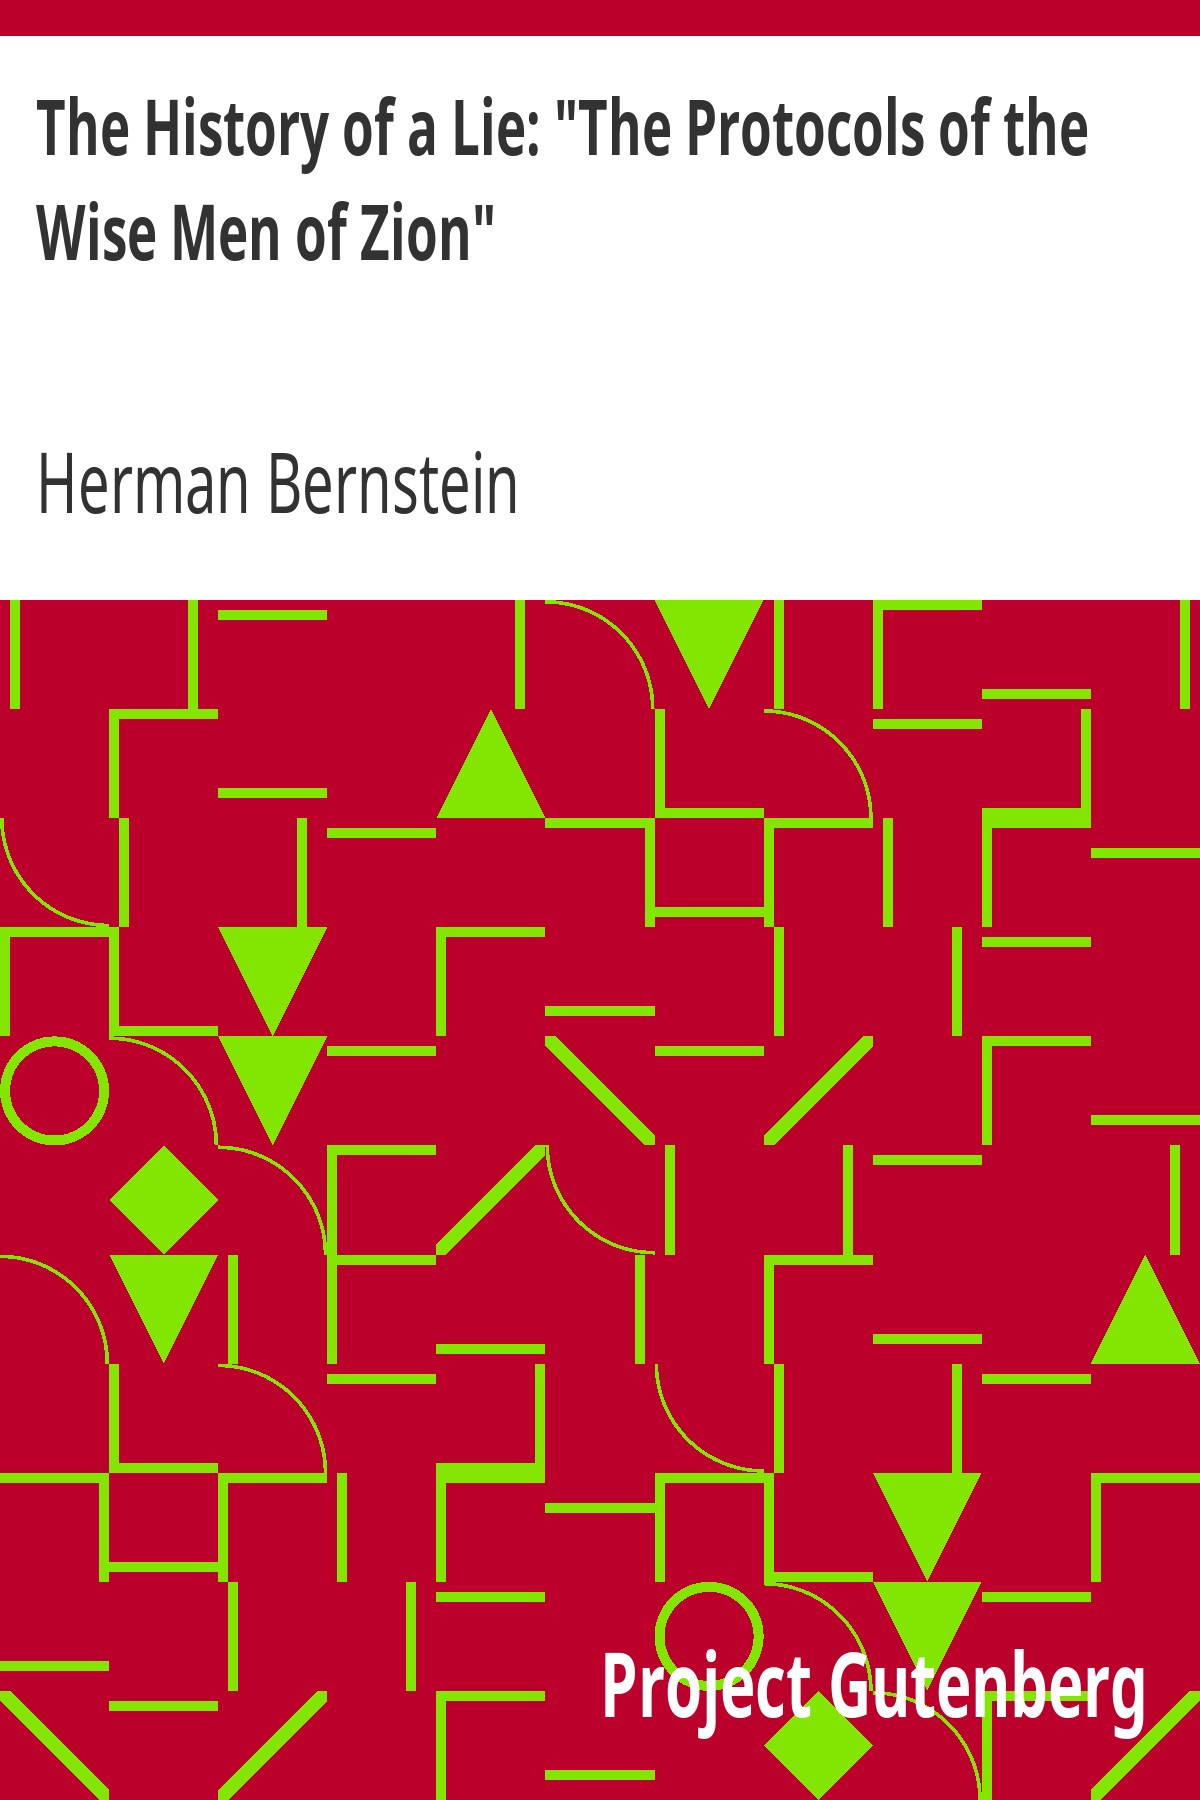 The History of a Lie: "The Protocols of the
Wise Men of Zion"
Herman Bernstein
Project Gutenberg